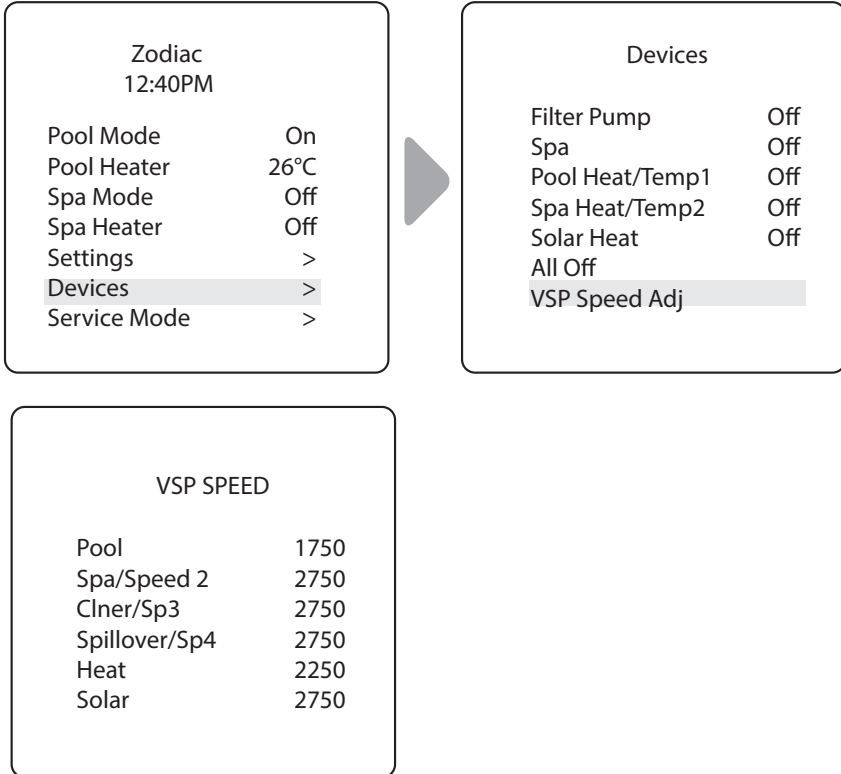 Zodiac
12:40PM
Pool Mode On
Pool Heater 26°C
Spa Mode Off
Spa Heater Off
Settings >
Devices >
Service Mode >
Devices
Filter Pump Off
Spa Off
Pool Heat/Temp1 Off
Spa Heat/Temp2 Off
Solar Heat Off
All Off
VSP Speed Adj
VSP SPEED
Pool 1750
Spa/Speed 2 2750
Clner/Sp3 2750
Spillover/Sp4 2750
Heat 2250
Solar 2750